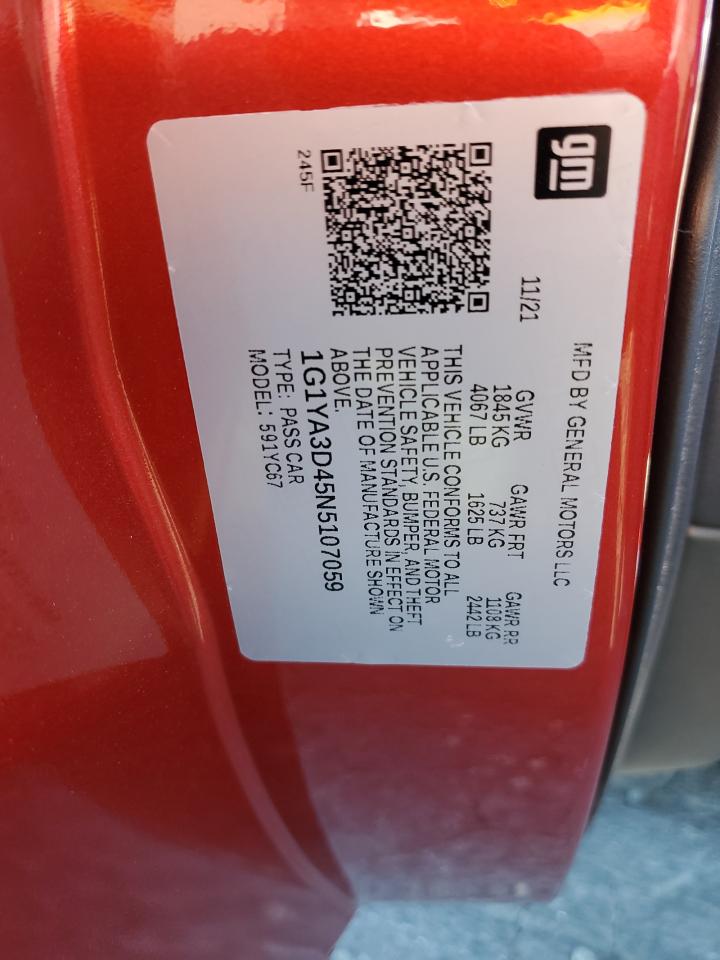 gm
MFD BY GENERAL MOTORS LLC
11/21
GVWR GAWR FRT GAWR RR
1845 KG 737 KG 1108 KG
4067 LB 1625 LB 2442 LB
THIS VEHICLE CONFORMS TO ALL
APPLICABLE U.S. FEDERAL MOTOR
VEHICLE SAFETY, BUMPER, AND THEFT
PREVENTION STANDARDS IN EFFECT ON
THE DATE OF MANUFACTURE SHOWN
ABOVE.
245F
1G1YA3D45N5107059
TYPE: PASS CAR
MODEL: 591YC67